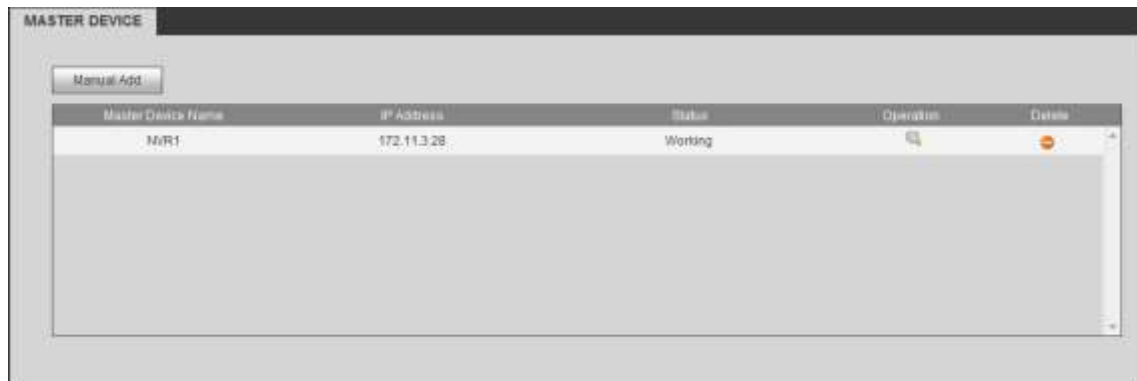 MASTER DEVICE
Manual Add
Master Device Name IP Address Status Operation Delete
NVR1 172.11.3.28 Working